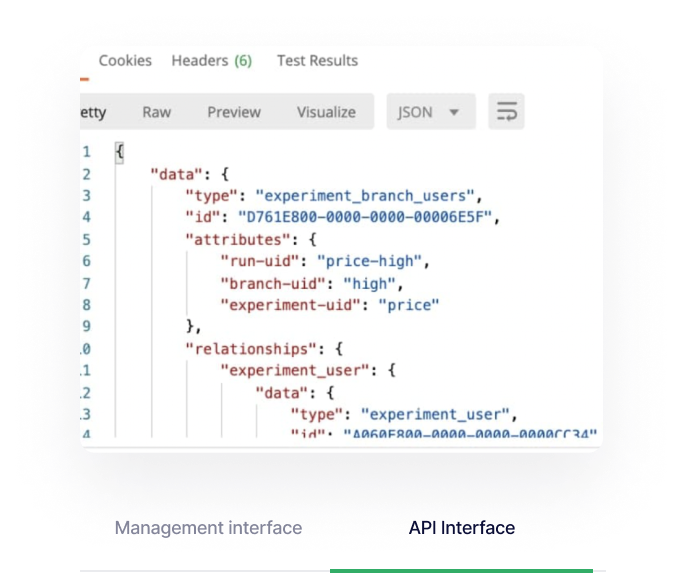 Cookies Headers (6) Test Results
etty Raw Preview Visualize JSON
1 {
2 "data": {
3 "type": "experiment_branch_users",
4 "id": "D761E800-0000-0000-00006E5F",
5 "attributes": {
6 "run-uid": "price-high",
7 "branch-uid": "high",
8 "experiment-uid": "price"
9 },
.0 "relationships": {
.1 "experiment_user": {
.2 "data": {
.3 "type": "experiment_user",
4 "id": "A060E800-0000-0000-0000CC34"
Management interface API Interface